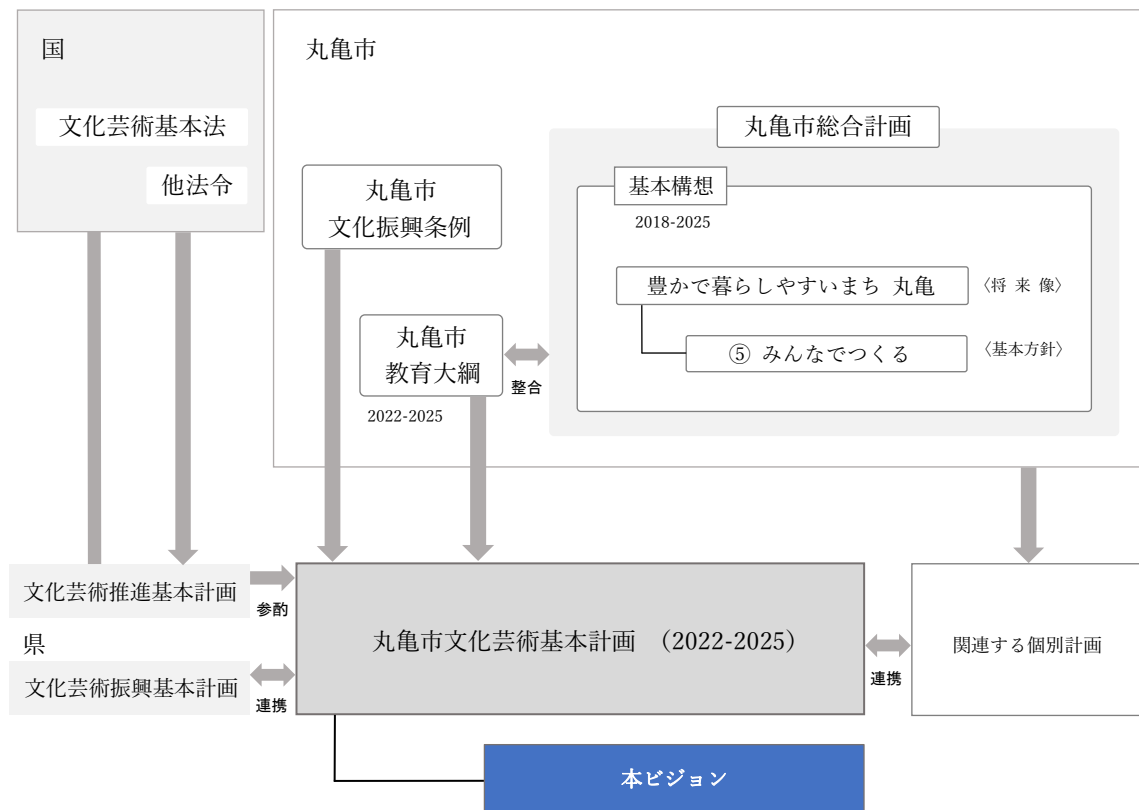 国
文化芸術基本法
他法令
丸亀市
丸亀市総合計画
基本構想
2018-2025
豊かで暮らしやすいまち 丸亀
〈将 来 像〉
⑤ みんなでつくる
〈基本方針〉
丸亀市
文化振興条例
丸亀市
教育大綱
2022-2025
整合
文化芸術推進基本計画
参酌
県
文化芸術振興基本計画
連携
丸亀市文化芸術基本計画 (2022-2025)
連携
関連する個別計画
本ビジョン